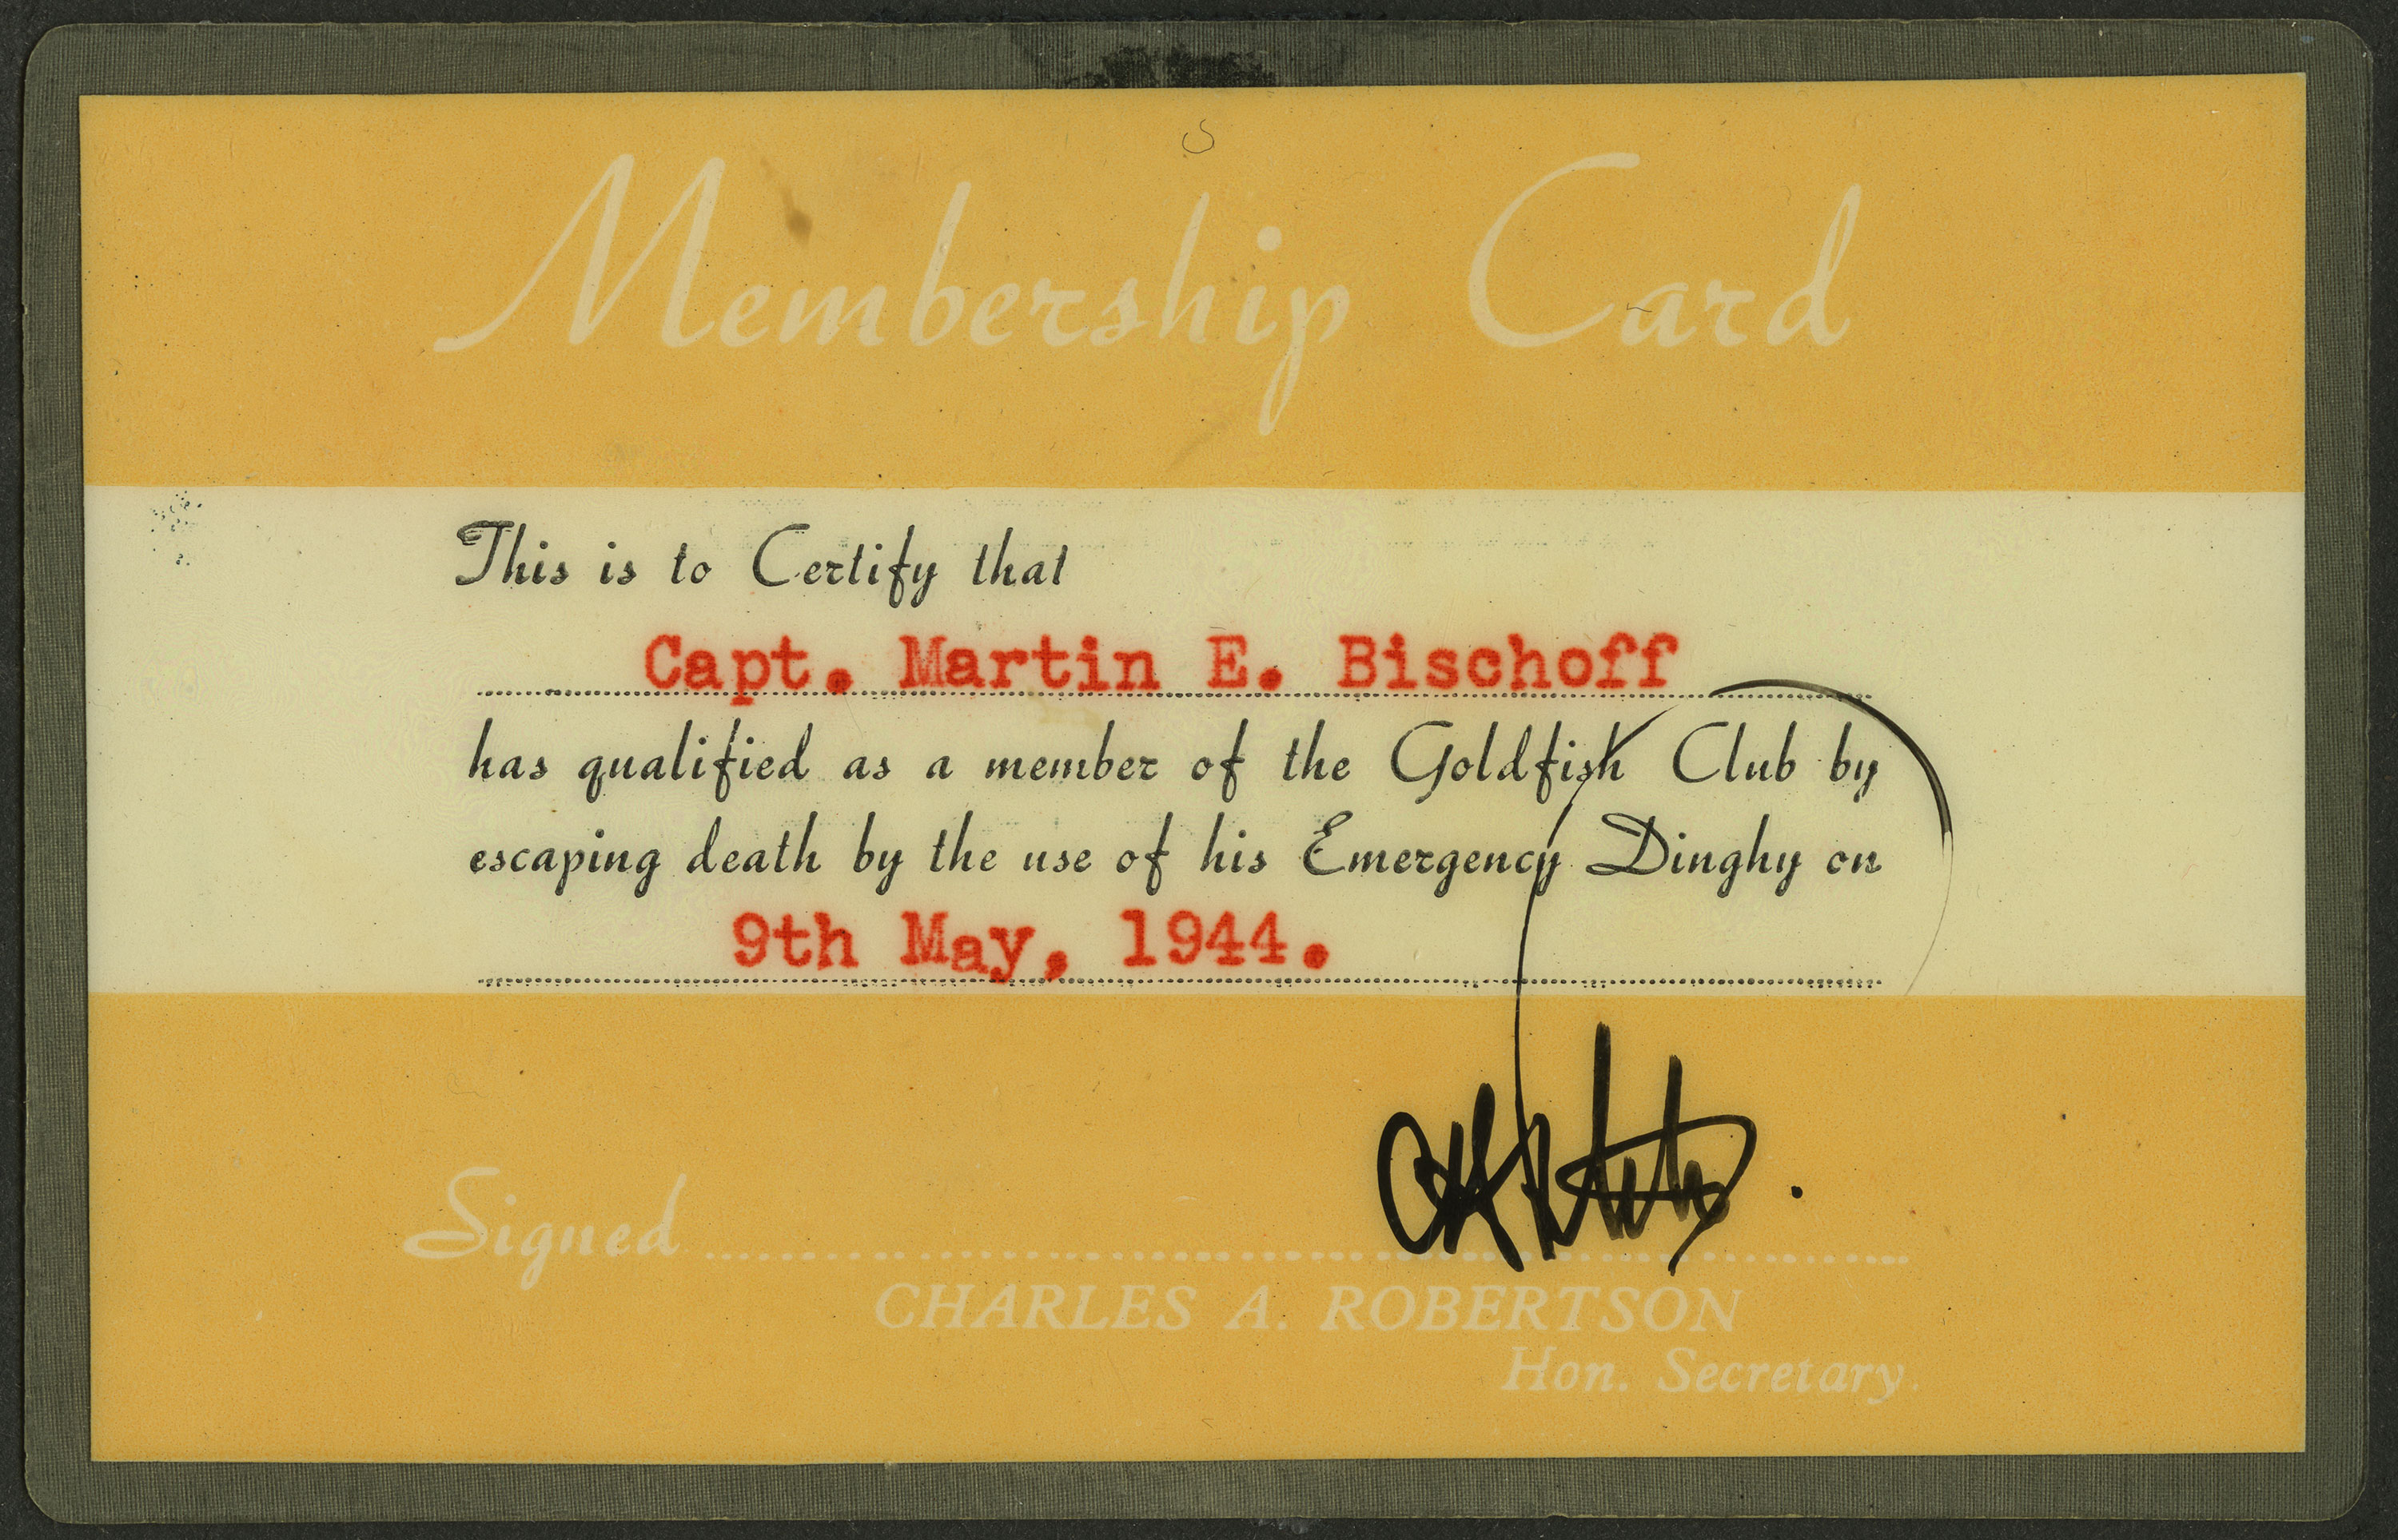 Membership Card
This is to Certify that
Capt. Martin E. Bischoff
has qualified as a member of the Goldfish Club by
escaping death by the use of his Emergency Dinghy on
9th May, 1944.
Signed
CHARLES A. ROBERTSON
Hon. Secretary.